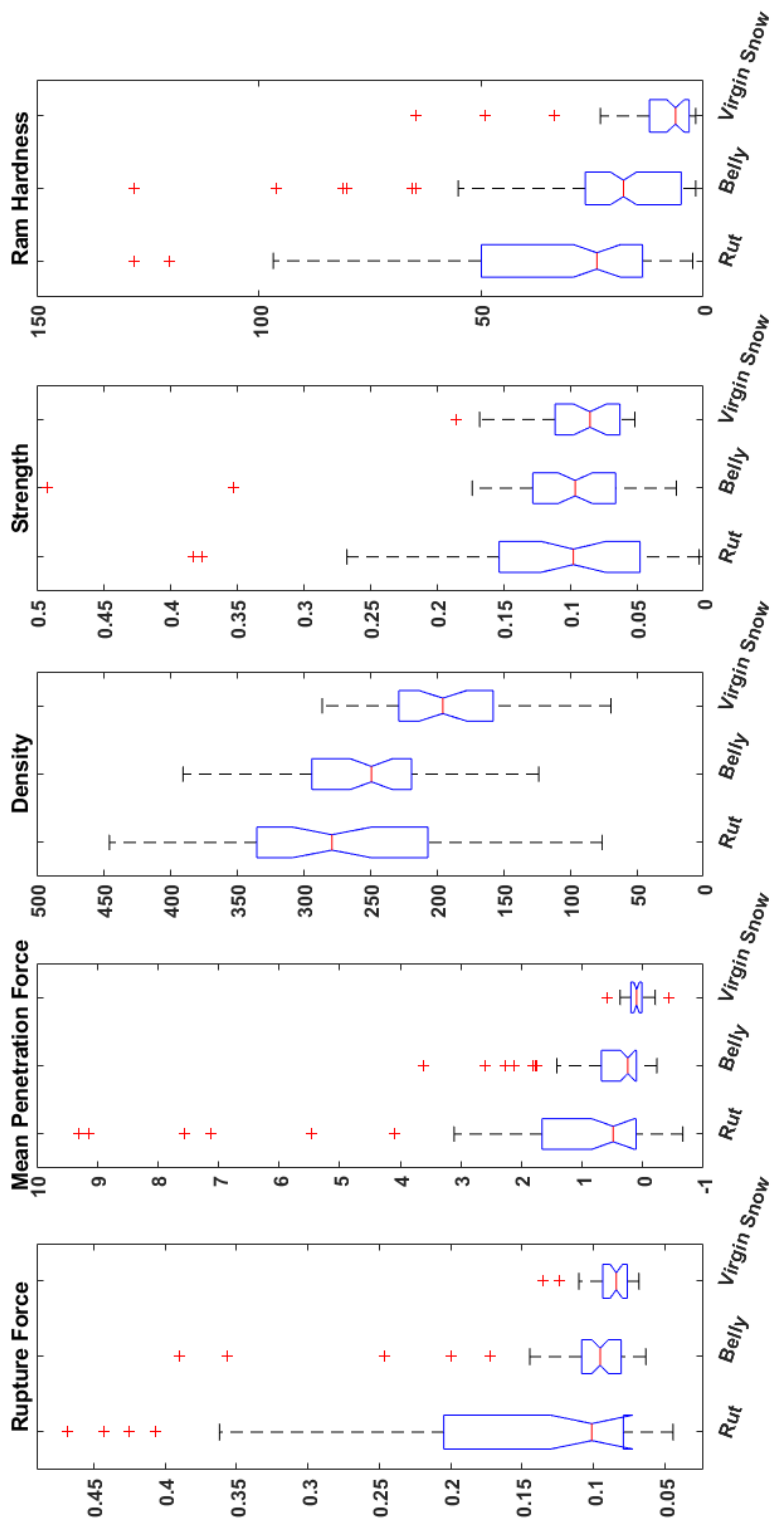 Rupture Force
0.45
0.4
0.35
0.3
0.25
0.2
0.15
0.1
0.05
Rut
Belly
Virgin Snow
Mean Penetration Force
10
9
8
7
6
5
4
3
2
1
0
-1
Rut
Belly
Virgin Snow
Density
500
450
400
350
300
250
200
150
100
50
0
Rut
Belly
Virgin Snow
Strength
0.5
0.45
0.4
0.35
0.3
0.25
0.2
0.15
0.1
0.05
0
Rut
Belly
Virgin Snow
Ram Hardness
150
100
50
0
Rut
Belly
Virgin Snow